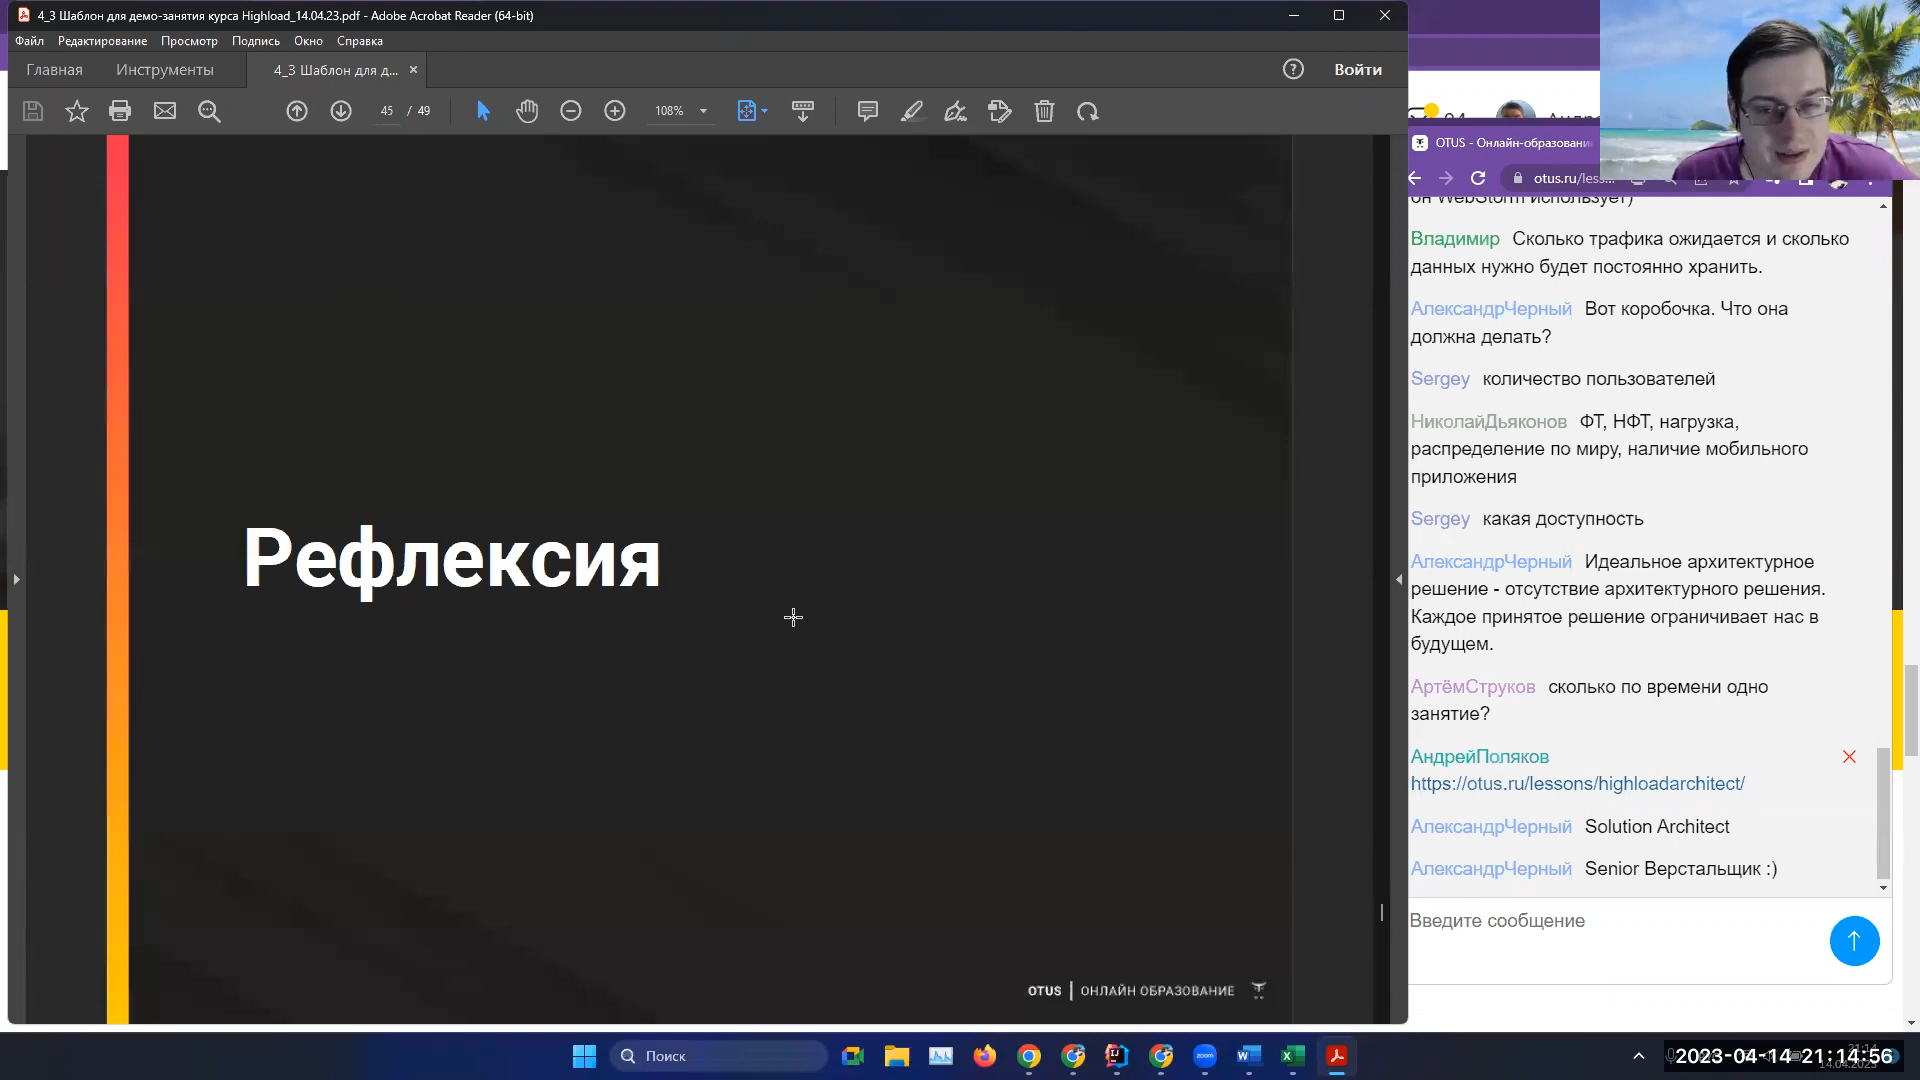 4_3 Шаблон для демо-занятия курса Highload_14.04.23.pdf - Adobe Acrobat Reader (64-bit)
Файл Редактирование Просмотр Подпись Окно Справка
Главная Инструменты 4_3 Шаблон для д... Войти
45 / 49 108%
Рефлексия
OTUS | ОНЛАЙН ОБРАЗОВАНИЕ
OTUS - Онлайн-образовани
otus.ru/less...
он WebStorm использует)
Владимир Сколько трафика ожидается и сколько
данных нужно будет постоянно хранить.
АлександрЧерный Вот коробочка. Что она
должна делать?
Sergey количество пользователей
НиколайДьяконов ФТ, НФТ, нагрузка,
распределение по миру, наличие мобильного
приложения
Sergey какая доступность
АлександрЧерный Идеальное архитектурное
решение - отсутствие архитектурного решения.
Каждое принятое решение ограничивает нас в
будущем.
АртёмСтруков сколько по времени одно
занятие?
АндрейПоляков
https://otus.ru/lessons/highloadarchitect/
АлександрЧерный Solution Architect
АлександрЧерный Senior Верстальщик :)
Введите сообщение
Поиск
2023-04-14 21:14:56